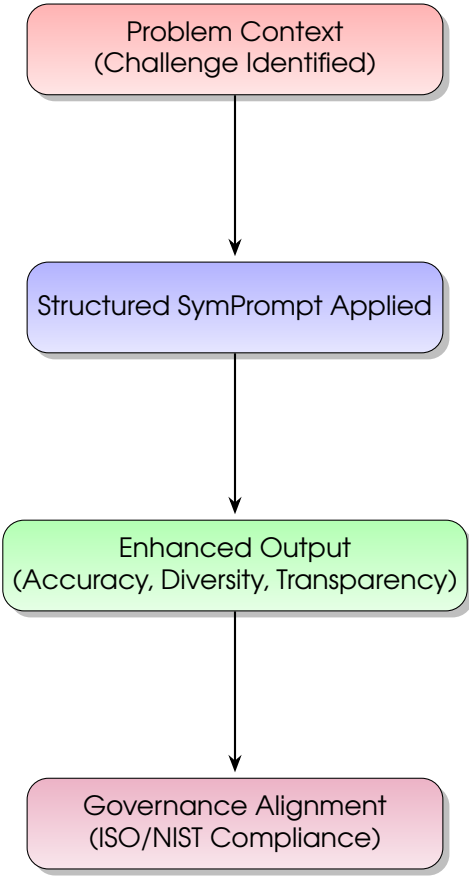 Problem Context
(Challenge Identified)
Structured SymPrompt Applied
Enhanced Output
(Accuracy, Diversity, Transparency)
Governance Alignment
(ISO/NIST Compliance)